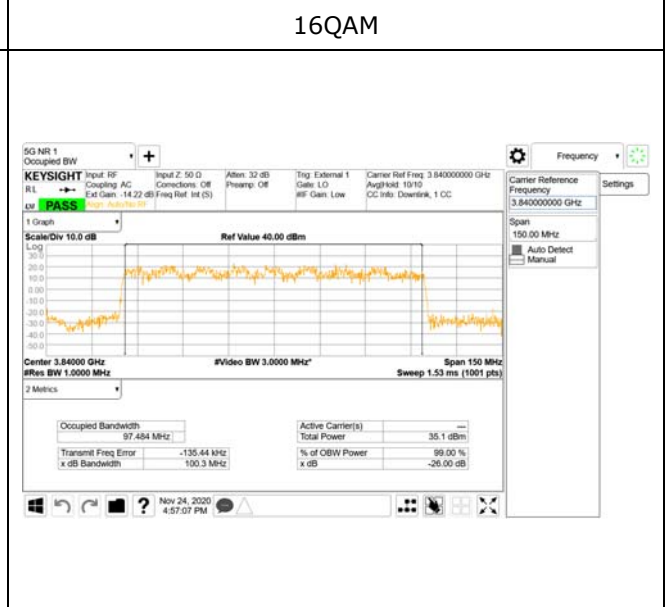 16QAM
5G NR 1
Occupied BW
Frequency
KEYSIGHT
RL
PASS
Input: RF
Coupling: AC
Ext Gain: -14.22 dB
Align: Auto/No RF
Input Z: 50 Ω
Corrections: Off
Freq Ref: Int (S)
Atten: 32 dB
Preamp: Off
Trig: External 1
Gate: LO
#IF Gain: Low
Carrier Ref Freq: 3.840000000 GHz
Avg|Hold: 10/10
CC Info: Downlink, 1 CC
Carrier Reference
Frequency
3.840000000 GHz
Settings
Span
150.00 MHz
Auto Detect
Manual
1 Graph
Scale/Div 10.0 dB
Ref Value 40.00 dBm
Log
30.0
20.0
10.0
0.00
-10.0
-20.0
-30.0
-40.0
-50.0
Center 3.84000 GHz
#Video BW 3.0000 MHz*
Span 150 MHz
#Res BW 1.0000 MHz
Sweep 1.53 ms (1001 pts)
2 Metrics
Occupied Bandwidth
97.484 MHz
Active Carrier(s) ---
Total Power 35.1 dBm
Transmit Freq Error -135.44 kHz
% of OBW Power 99.00 %
x dB Bandwidth 100.3 MHz
x dB -26.00 dB
?
Nov 24, 2020
4:57:07 PM